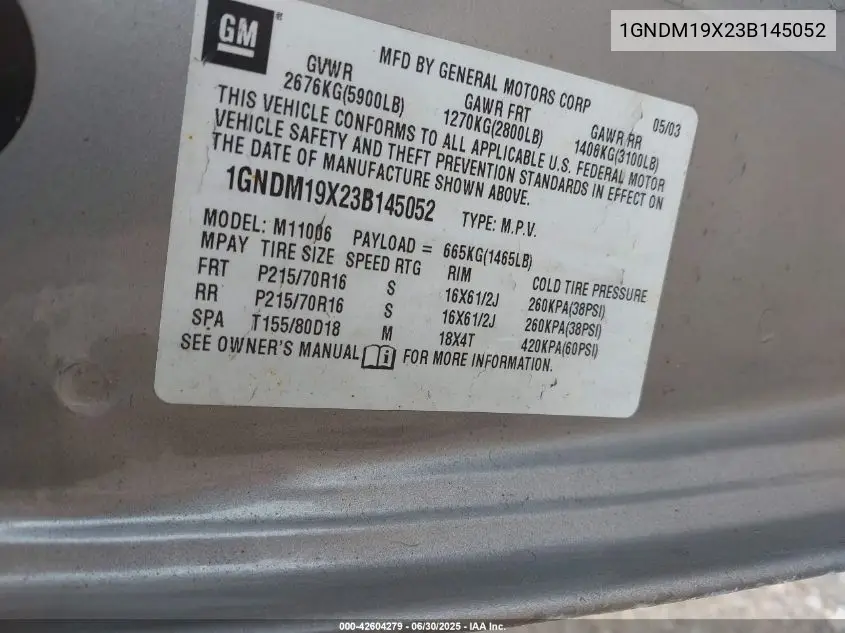 1GNDM19X23B145052
GM®
MFD BY GENERAL MOTORS CORP
05/03
GVWR GAWR FRT GAWR RR
2676KG(5900LB) 1270KG(2800LB) 1406KG(3100LB)
THIS VEHICLE CONFORMS TO ALL APPLICABLE U.S. FEDERAL MOTOR
VEHICLE SAFETY AND THEFT PREVENTION STANDARDS IN EFFECT ON
THE DATE OF MANUFACTURE SHOWN ABOVE.
1GNDM19X23B145052 TYPE: M.P.V.
MODEL: M11006 PAYLOAD = 665KG(1465LB)
MPAY TIRE SIZE SPEED RTG RIM COLD TIRE PRESSURE
FRT P215/70R16 S 16X61/2J 260KPA(38PSI)
RR P215/70R16 S 16X61/2J 260KPA(38PSI)
SPA T155/80D18 M 18X4T 420KPA(60PSI)
SEE OWNER'S MANUAL i FOR MORE INFORMATION.
000-42604279 - 06/30/2025 - IAA Inc.